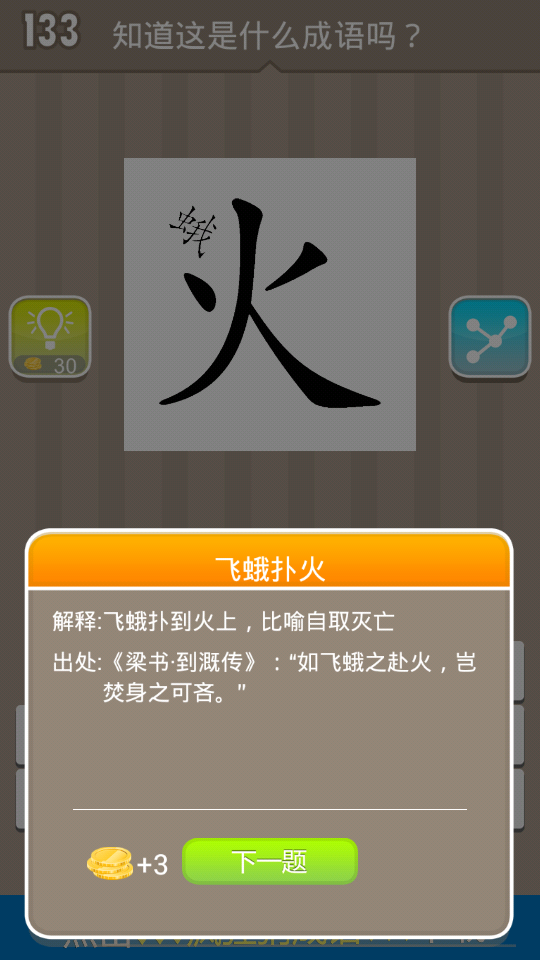 133 知道这是什么成语吗？
蛾
火
30
飞蛾扑火
解释:飞蛾扑到火上，比喻自取灭亡
出处:《梁书·到溉传》：“如飞蛾之赴火，岂
焚身之可吝。”
+3
下一题